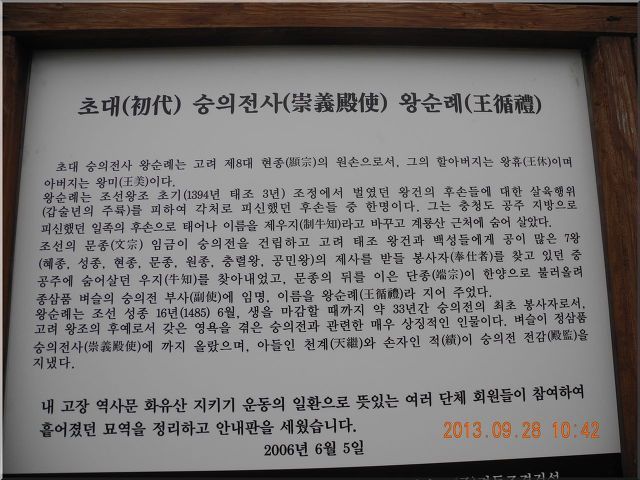 초대(初代) 숭의전사(崇義殿使) 왕순례(王循禮)
초대 숭의전사 왕순례는 고려 제8대 현종(顯宗)의 원손으로서, 그의 할아버지는 왕휴(王休)이며
아버지는 왕미(王美)이다.
왕순례는 조선왕조 초기(1394년 태조 3년) 조정에서 벌였던 왕건의 후손들에 대한 살육행위
(갑술년의 주륙)를 피하여 각처로 피신했던 후손들 중 한명이다. 그는 충청도 공주 지방으로
피신했던 일족의 후손으로 태어나 이름을 제우지(制牛知)라고 바꾸고 계룡산 근처에 숨어 살았다.
조선의 문종(文宗) 임금이 숭의전을 건립하고 고려 태조 왕건과 백성들에게 공이 많은 7왕
(혜종, 성종, 현종, 문종, 원종, 충렬왕, 공민왕)의 제사를 받들 봉사자(奉仕者)를 찾고 있던 중
공주에 숨어살던 우지(牛知)를 찾아내었고, 문종의 뒤를 이은 단종(端宗)이 한양으로 불러올려
종삼품 벼슬의 숭의전 부사(副使)에 임명, 이름을 왕순례(王循禮)라 지어 주었다.
왕순례는 조선 성종 16년(1485) 6월, 생을 마감할 때까지 약 33년간 숭의전의 최초 봉사자로서,
고려 왕조의 후예로서 갖은 영욕을 겪은 숭의전과 관련한 매우 상징적인 인물이다. 벼슬이 정삼품
숭의전사(崇義殿使)에 까지 올랐으며, 아들인 천계(天繼)와 손자인 적(績)이 숭의전 전감(殿監)을
지냈다.
내 고장 역사문 화유산 지키기 운동의 일환으로 뜻있는 여러 단체 회원들이 참여하여
흩어졌던 묘역을 정리하고 안내판을 세웠습니다.
2006년 6월 5일
2013.09.28 10:42